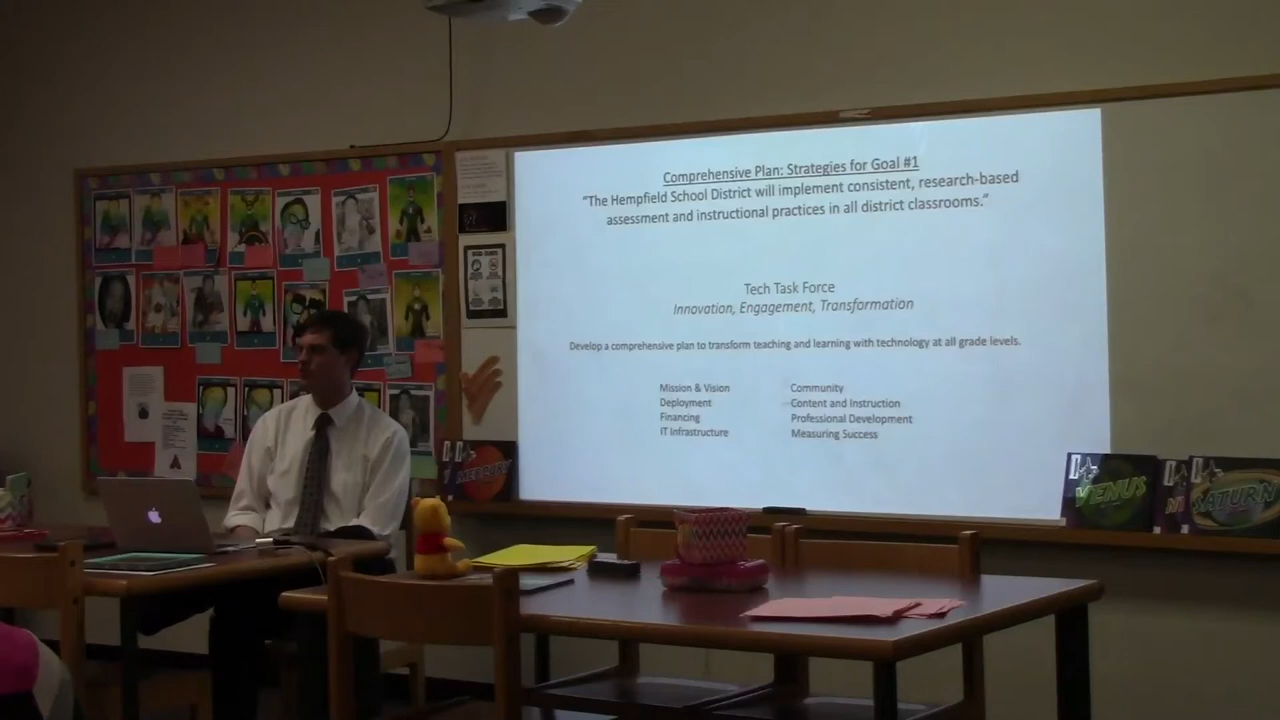 Comprehensive Plan: Strategies for Goal #1
“The Hempfield School District will implement consistent, research-based
assessment and instructional practices in all district classrooms.”
Tech Task Force
Innovation, Engagement, Transformation
Develop a comprehensive plan to transform teaching and learning with technology at all grade levels.
Mission & Vision
Deployment
Financing
IT Infrastructure
Community
Content and Instruction
Professional Development
Measuring Success
MERCURY
VENUS
SATURN